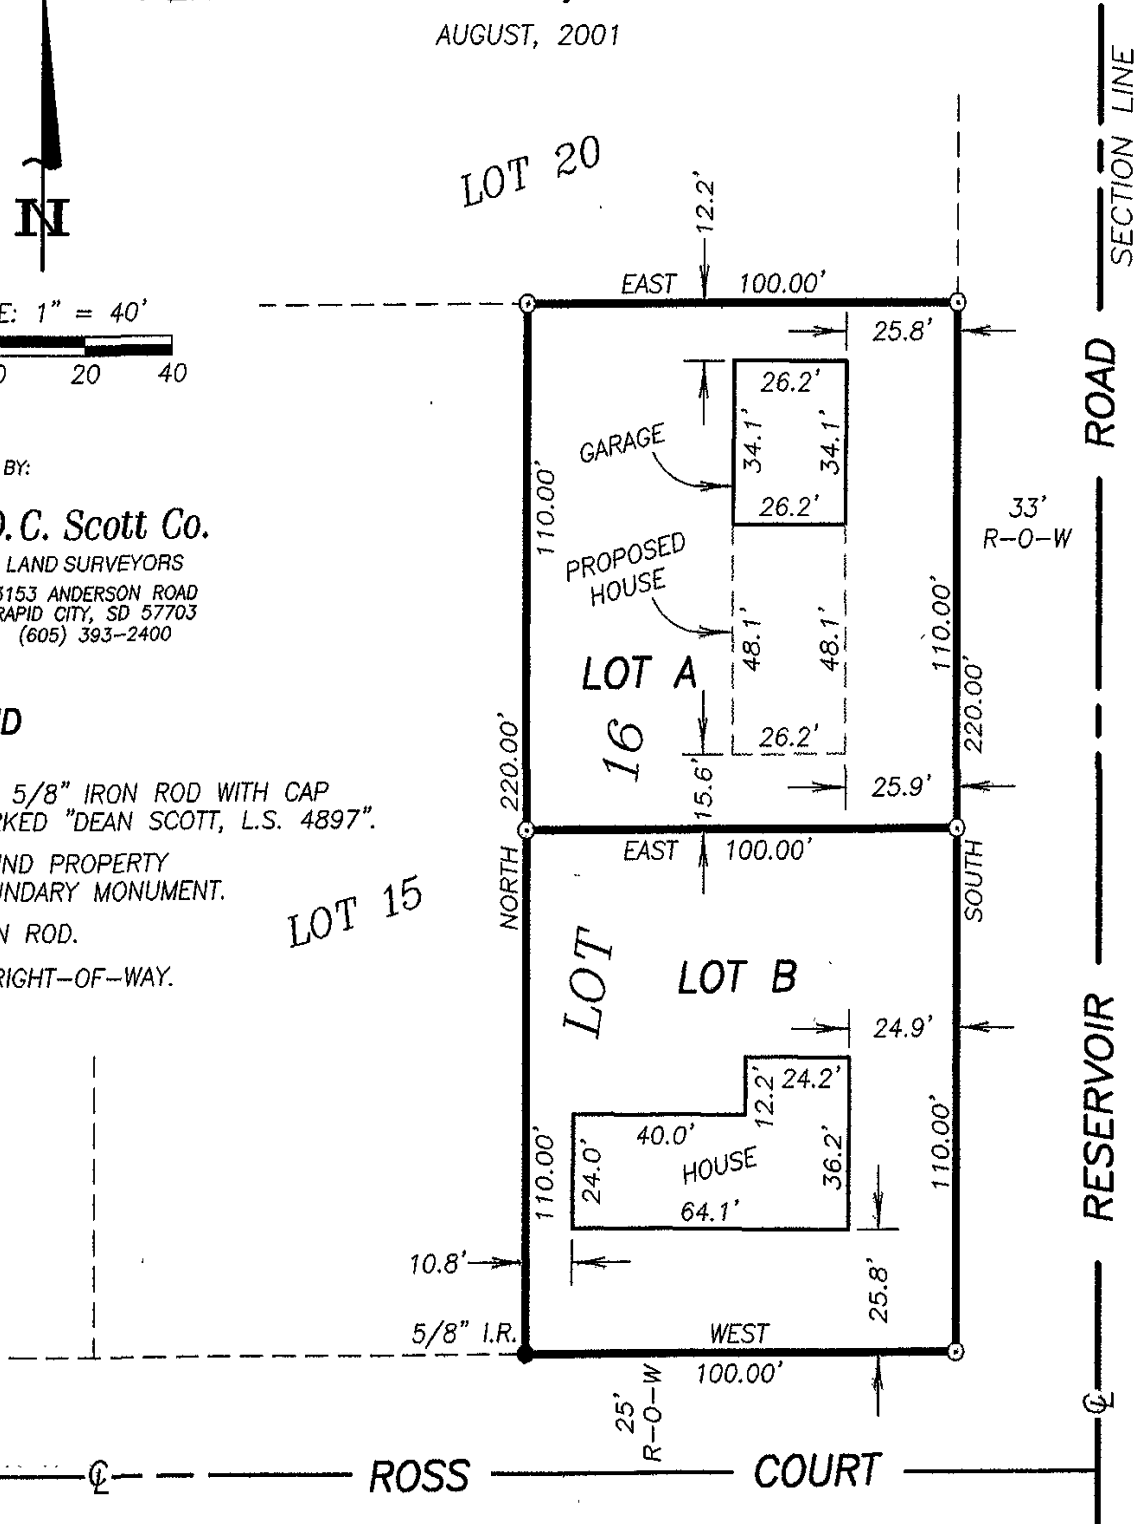 AUGUST, 2001
SECTION LINE
LOT 20
12.2'
N
EAST 100.00'
E: 1" = 40'
20 40
25.8'
ROAD
26.2'
34.1' 34.1'
GARAGE
26.2'
BY:
110.00'
33'
R-O-W
D.C. Scott Co.
LAND SURVEYORS
3153 ANDERSON ROAD
RAPID CITY, SD 57703
(605) 393-2400
PROPOSED
HOUSE
48.1' 48.1'
110.00'
LOT A
16
220.00'
220.00'
26.2'
15.6'
25.9'
5/8" IRON ROD WITH CAP
RKED "DEAN SCOTT, L.S. 4897".
UND PROPERTY
UNDARY MONUMENT.
N ROD.
RIGHT-OF-WAY.
EAST 100.00'
NORTH
SOUTH
LOT 15
LOT
LOT B
24.9'
RESERVOIR
12.2' 24.2'
40.0'
24.0'
HOUSE
36.2'
64.1'
110.00'
110.00'
10.8'
25.8'
5/8" I.R.
WEST
100.00'
25'
R-O-W
ROSS COURT